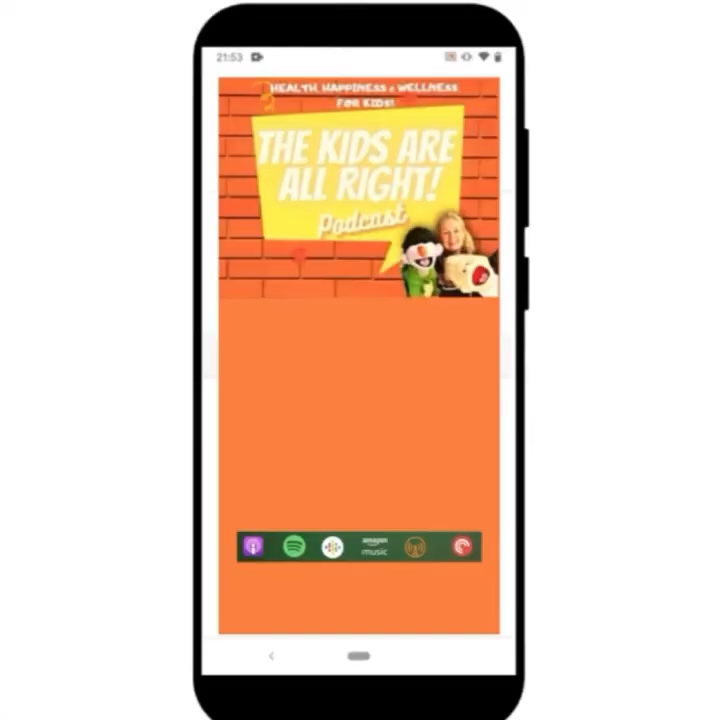 21:53
HEALTH, HAPPINESS & WELLNESS
FOR KIDS!
THE KIDS ARE
ALL RIGHT!
Podcast
amazon
music